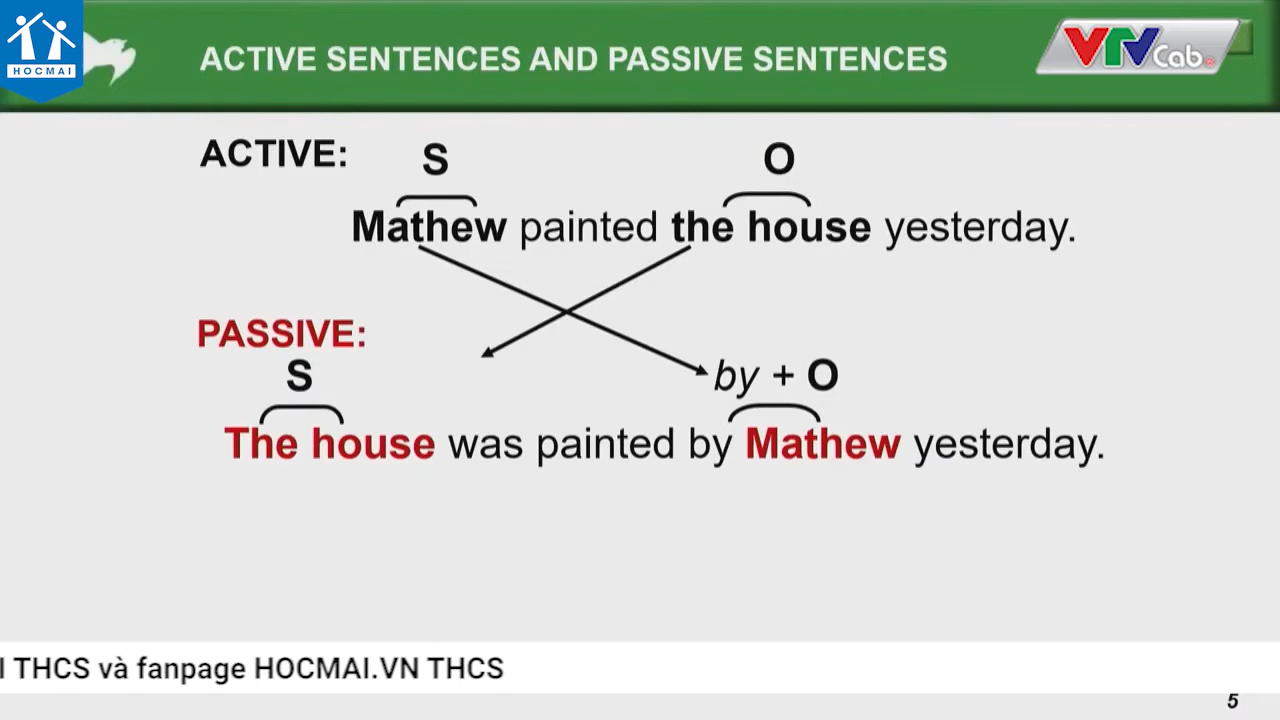 HOCMAI
ACTIVE SENTENCES AND PASSIVE SENTENCES
VTVCab
ACTIVE:
S
O
Mathew painted the house yesterday.
PASSIVE:
S
by + O
The house was painted by Mathew yesterday.
I THCS và fanpage HOCMAI.VN THCS
5